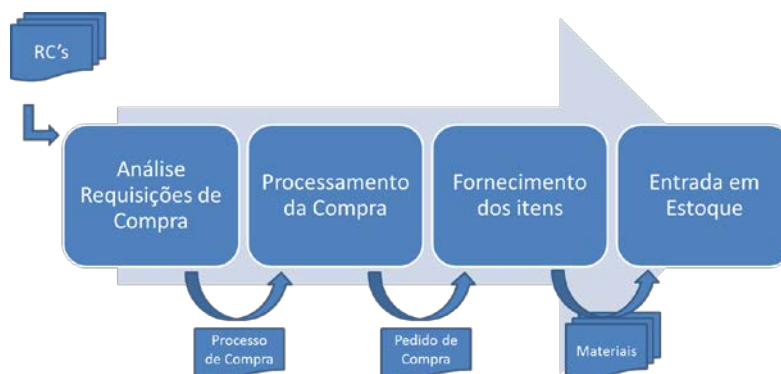 RC's
Análise
Requisições de
Compra
Processamento
da Compra
Fornecimento
dos itens
Entrada em
Estoque
Processo
de Compra
Pedido de
Compra
Materiais